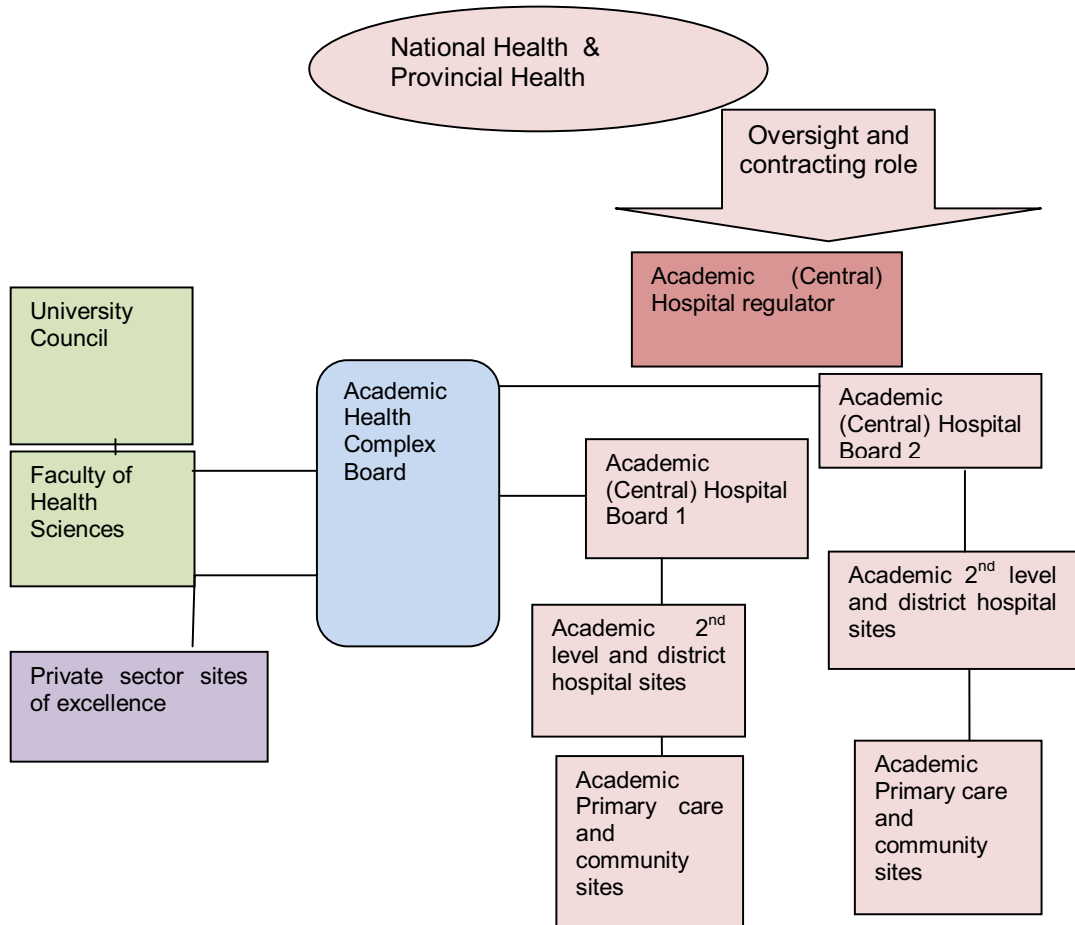 National Health &
Provincial Health
Oversight and
contracting role
Academic (Central)
Hospital regulator
University
Council
Faculty of
Health
Sciences
Private sector sites
of excellence
Academic
Health
Complex
Board
Academic
(Central) Hospital
Board 1
Academic 2nd
level and district
hospital sites
Academic
Primary care
and
community
sites
Academic
(Central) Hospital
Board 2
Academic 2nd level
and district hospital
sites
Academic
Primary care
and
community
sites